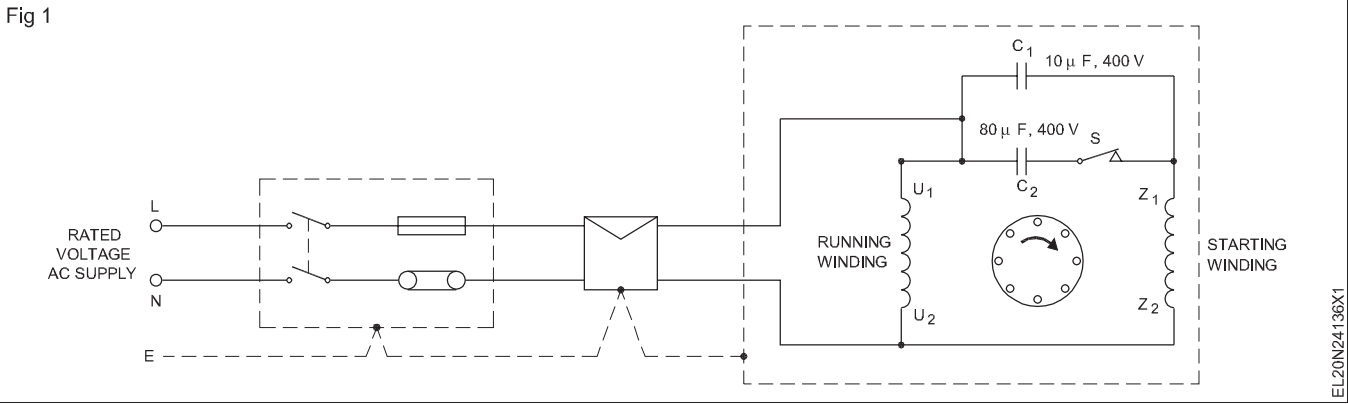 Fig 1
C1
10 µ F, 400 V
80 µ F, 400 V
S
C2
L
RATED
VOLTAGE
AC SUPPLY
N
E
U1
RUNNING
WINDING
U2
Z1
STARTING
WINDING
Z2
EL20N24136X1